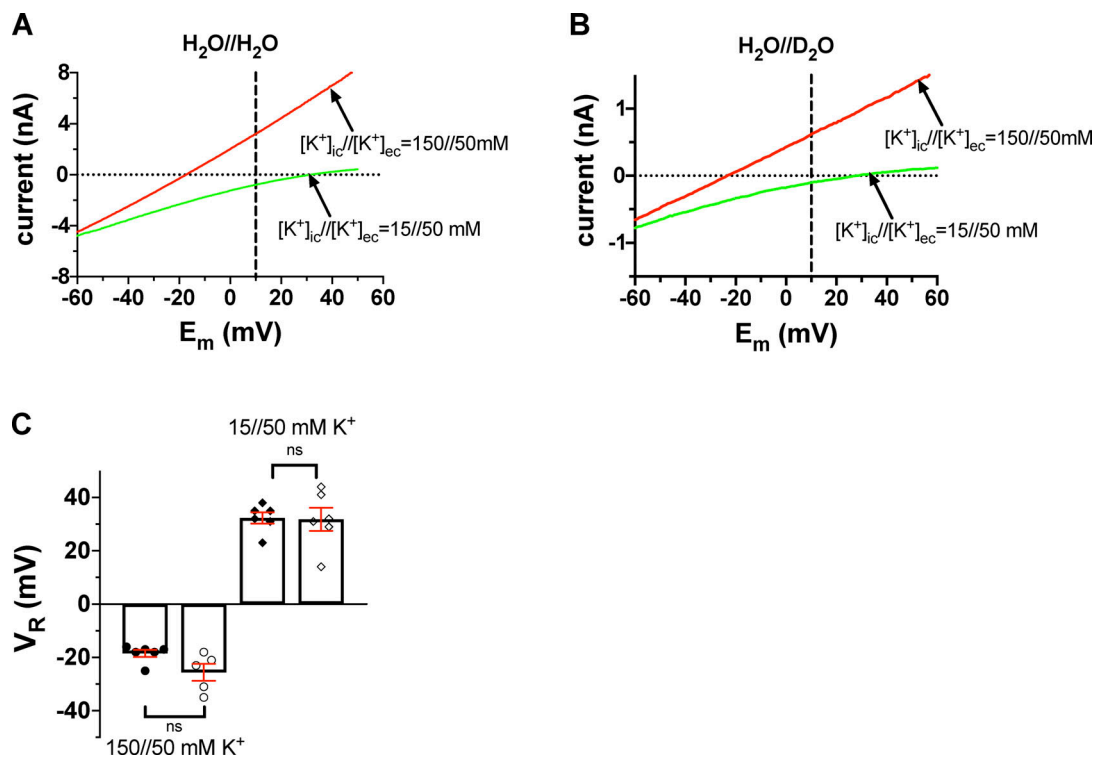 A
H₂O//H₂O
current (nA)
8
4
0
-4
-8
[K⁺]ic//[K⁺]ec=150//50mM
[K⁺]ic//[K⁺]ec=15//50 mM
-60 -40 -20 0 20 40 60
Em (mV)
B
H₂O//D₂O
current (nA)
1
0
-1
[K⁺]ic//[K⁺]ec=150//50mM
[K⁺]ic//[K⁺]ec=15//50 mM
-60 -40 -20 0 20 40 60
Em (mV)
C
15//50 mM K⁺
ns
VR (mV)
40
20
0
-20
-40
ns
150//50 mM K⁺